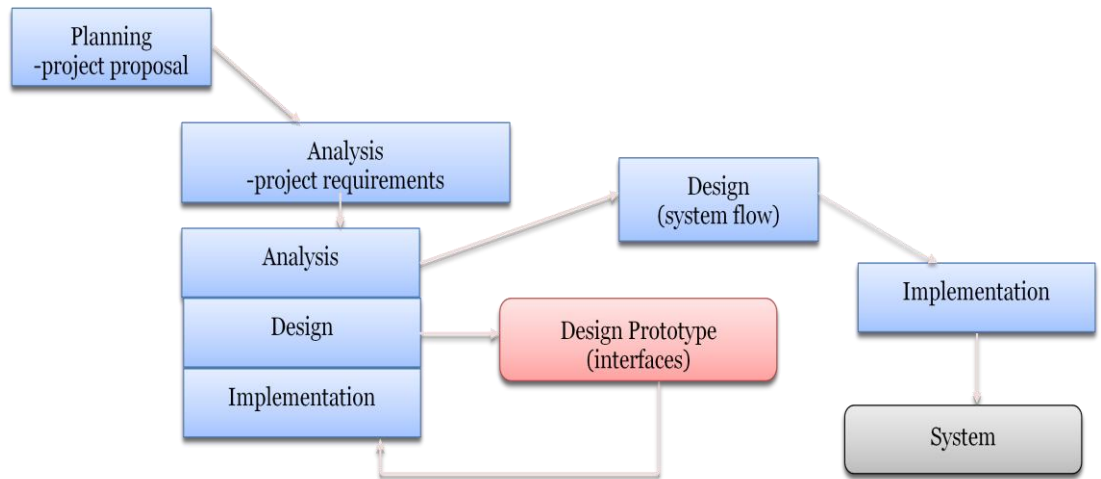 Planning
-project proposal
Analysis
-project requirements
Analysis
Design
Implementation
Design Prototype
(interfaces)
Design
(system flow)
Implementation
System